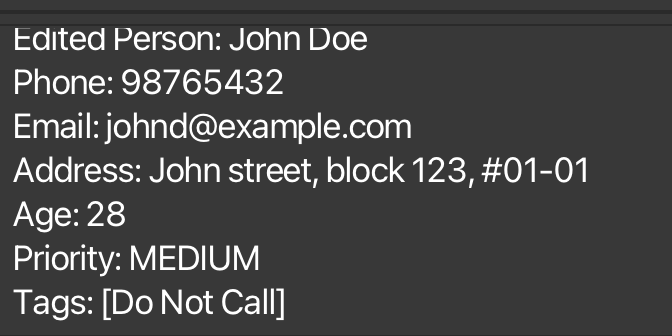 Edited Person: John Doe
Phone: 98765432
Email: johnd@example.com
Address: John street, block 123, #01-01
Age: 28
Priority: MEDIUM
Tags: [Do Not Call]